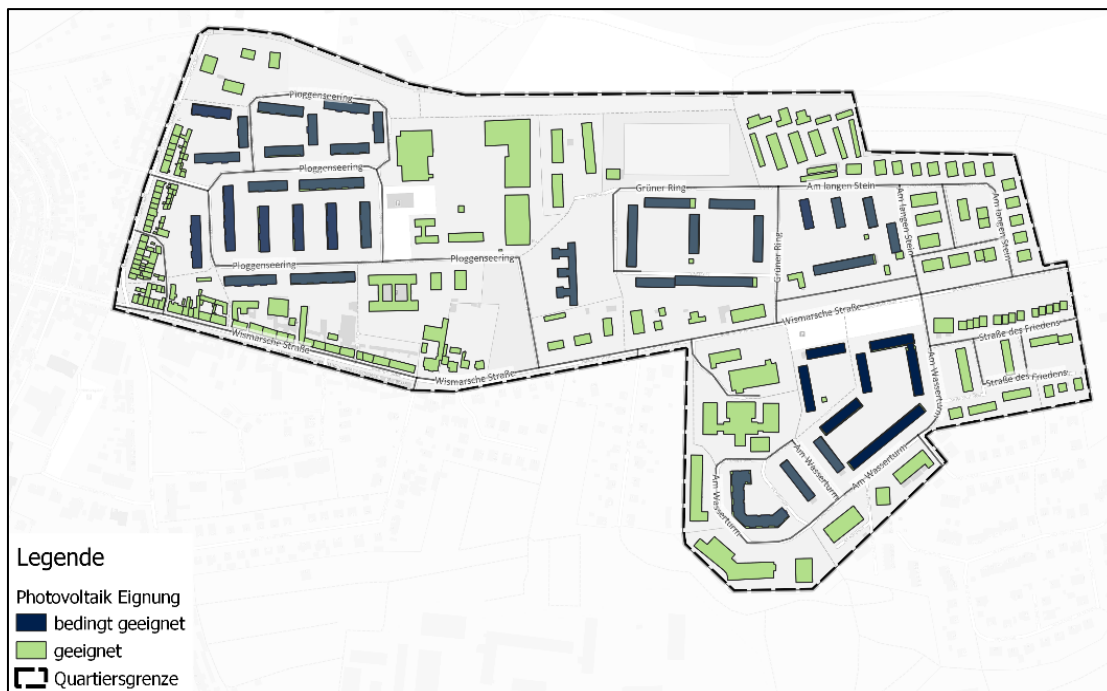 Ploggenseering
Ploggenseering
Grüner Ring
Am langen Stein
Am langen Stein
Am langen Stein
Grüner Ring
Ploggenseering
Ploggenseering
Wismarsche Straße
Wismarsche Straße
Wismarsche Straße
Straße des Friedens
Straße des Friedens
Am Wasserturm
Am Wasserturm
Am Wasserturm
Am Wasserturm
Legende
Photovoltaik Eignung
bedingt geeignet
geeignet
Quartiersgrenze